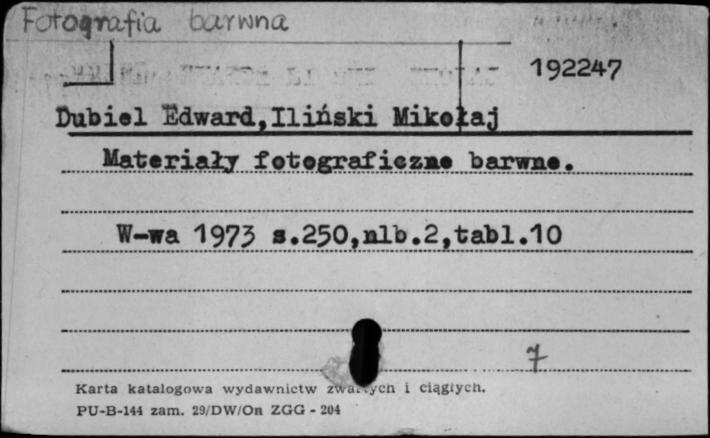 Fotografia barwna
192247
Dubiel Edward,Iliński Mikołaj
Materiały fotograficzne barwne.
W-wa 1973 s.250,nlb.2,tabl.10
7
Karta katalogowa wydawnictw zwartych i ciągłych.
PU-B-144 zam. 29/DW/On ZGG - 204